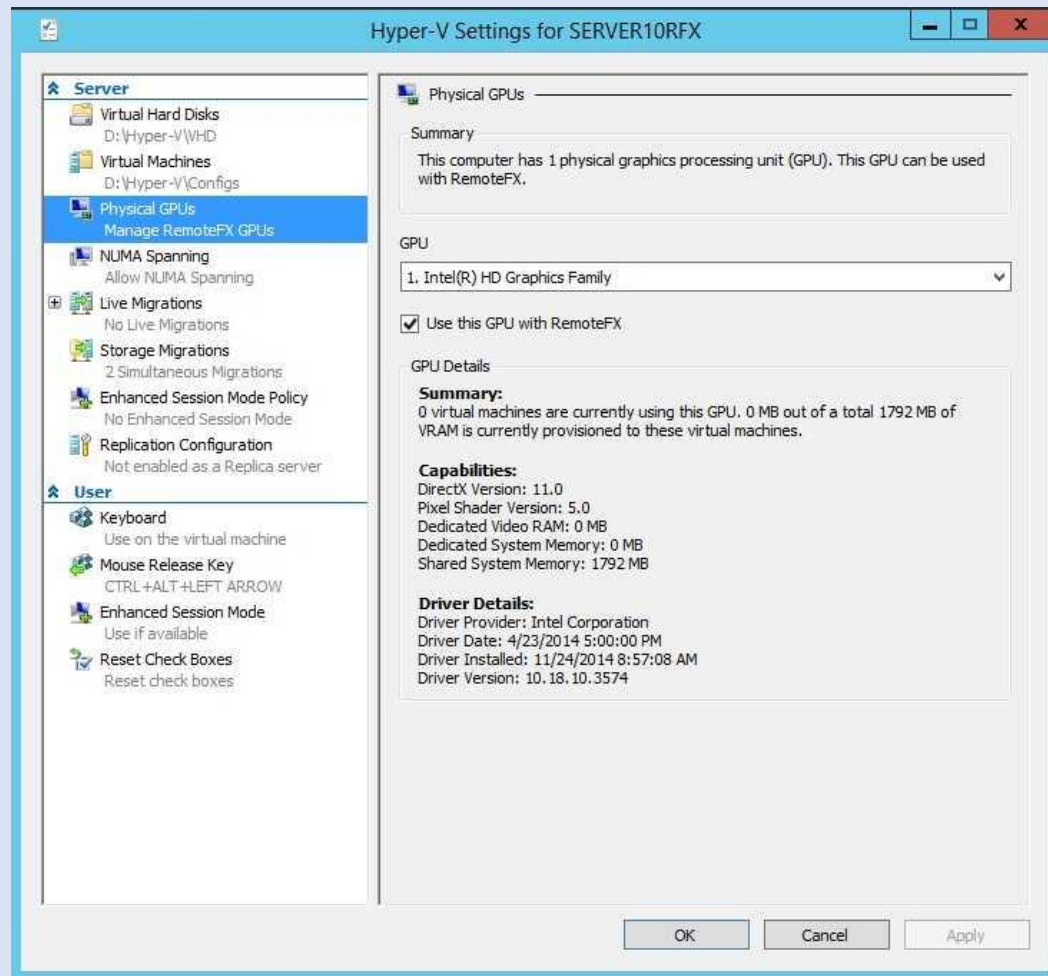 Hyper-V Settings for SERVER10RFX
Server
Virtual Hard Disks
D:\Hyper-V\VHD
Virtual Machines
D:\Hyper-V\Configs
Physical GPUs
Manage RemoteFX GPUs
NUMA Spanning
Allow NUMA Spanning
Live Migrations
No Live Migrations
Storage Migrations
2 Simultaneous Migrations
Enhanced Session Mode Policy
No Enhanced Session Mode
Replication Configuration
Not enabled as a Replica server
User
Keyboard
Use on the virtual machine
Mouse Release Key
CTRL+ALT+LEFT ARROW
Enhanced Session Mode
Use if available
Reset Check Boxes
Reset check boxes
Physical GPUs
Summary
This computer has 1 physical graphics processing unit (GPU). This GPU can be used
with RemoteFX.
GPU
1. Intel(R) HD Graphics Family
Use this GPU with RemoteFX
GPU Details
Summary:
0 virtual machines are currently using this GPU. 0 MB out of a total 1792 MB of
VRAM is currently provisioned to these virtual machines.
Capabilities:
DirectX Version: 11.0
Pixel Shader Version: 5.0
Dedicated Video RAM: 0 MB
Dedicated System Memory: 0 MB
Shared System Memory: 1792 MB
Driver Details:
Driver Provider: Intel Corporation
Driver Date: 4/23/2014 5:00:00 PM
Driver Installed: 11/24/2014 8:57:08 AM
Driver Version: 10.18.10.3574
OK
Cancel
Apply